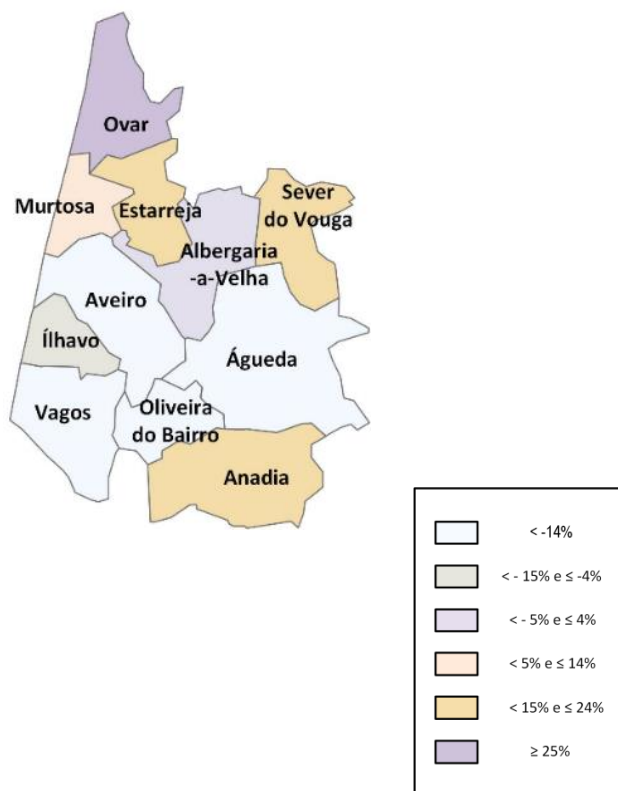 Ovar
Murtosa
Estarreja
Sever
do Vouga
Albergaria
-a-Velha
Aveiro
Ílhavo
Águeda
Vagos
Oliveira
do Bairro
Anadia
< -14%
< - 15% e ≤ -4%
< - 5% e ≤ 4%
< 5% e ≤ 14%
< 15% e ≤ 24%
≥ 25%